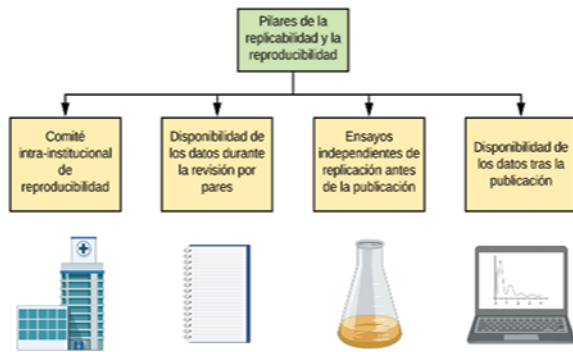 Pilares de la
replicabilidad y la
reproducibilidad
Comité
intra-institucional
de
reproducibilidad
Disponibilidad de
los datos durante
la revisión por
pares
Ensayos
independientes de
replicación antes
de la publicación
Disponibilidad de
los datos tras la
publicación